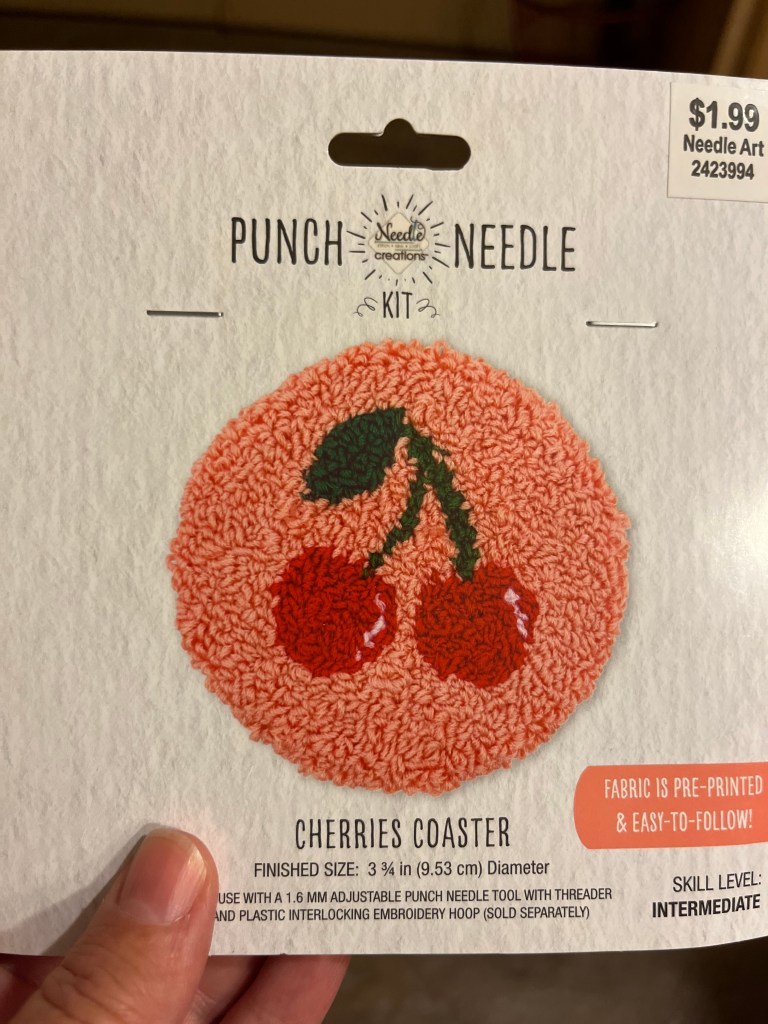 $1.99
Needle Art
2423994
PUNCH NEEDLE
Needle
creations
KIT
CHERRIES COASTER
FINISHED SIZE: 3 ¾ in (9.53 cm) Diameter
USE WITH A 1.6 MM ADJUSTABLE PUNCH NEEDLE TOOL WITH THREADER
AND PLASTIC INTERLOCKING EMBROIDERY HOOP (SOLD SEPARATELY)
FABRIC IS PRE-PRINTED
& EASY-TO-FOLLOW!
SKILL LEVEL:
INTERMEDIATE